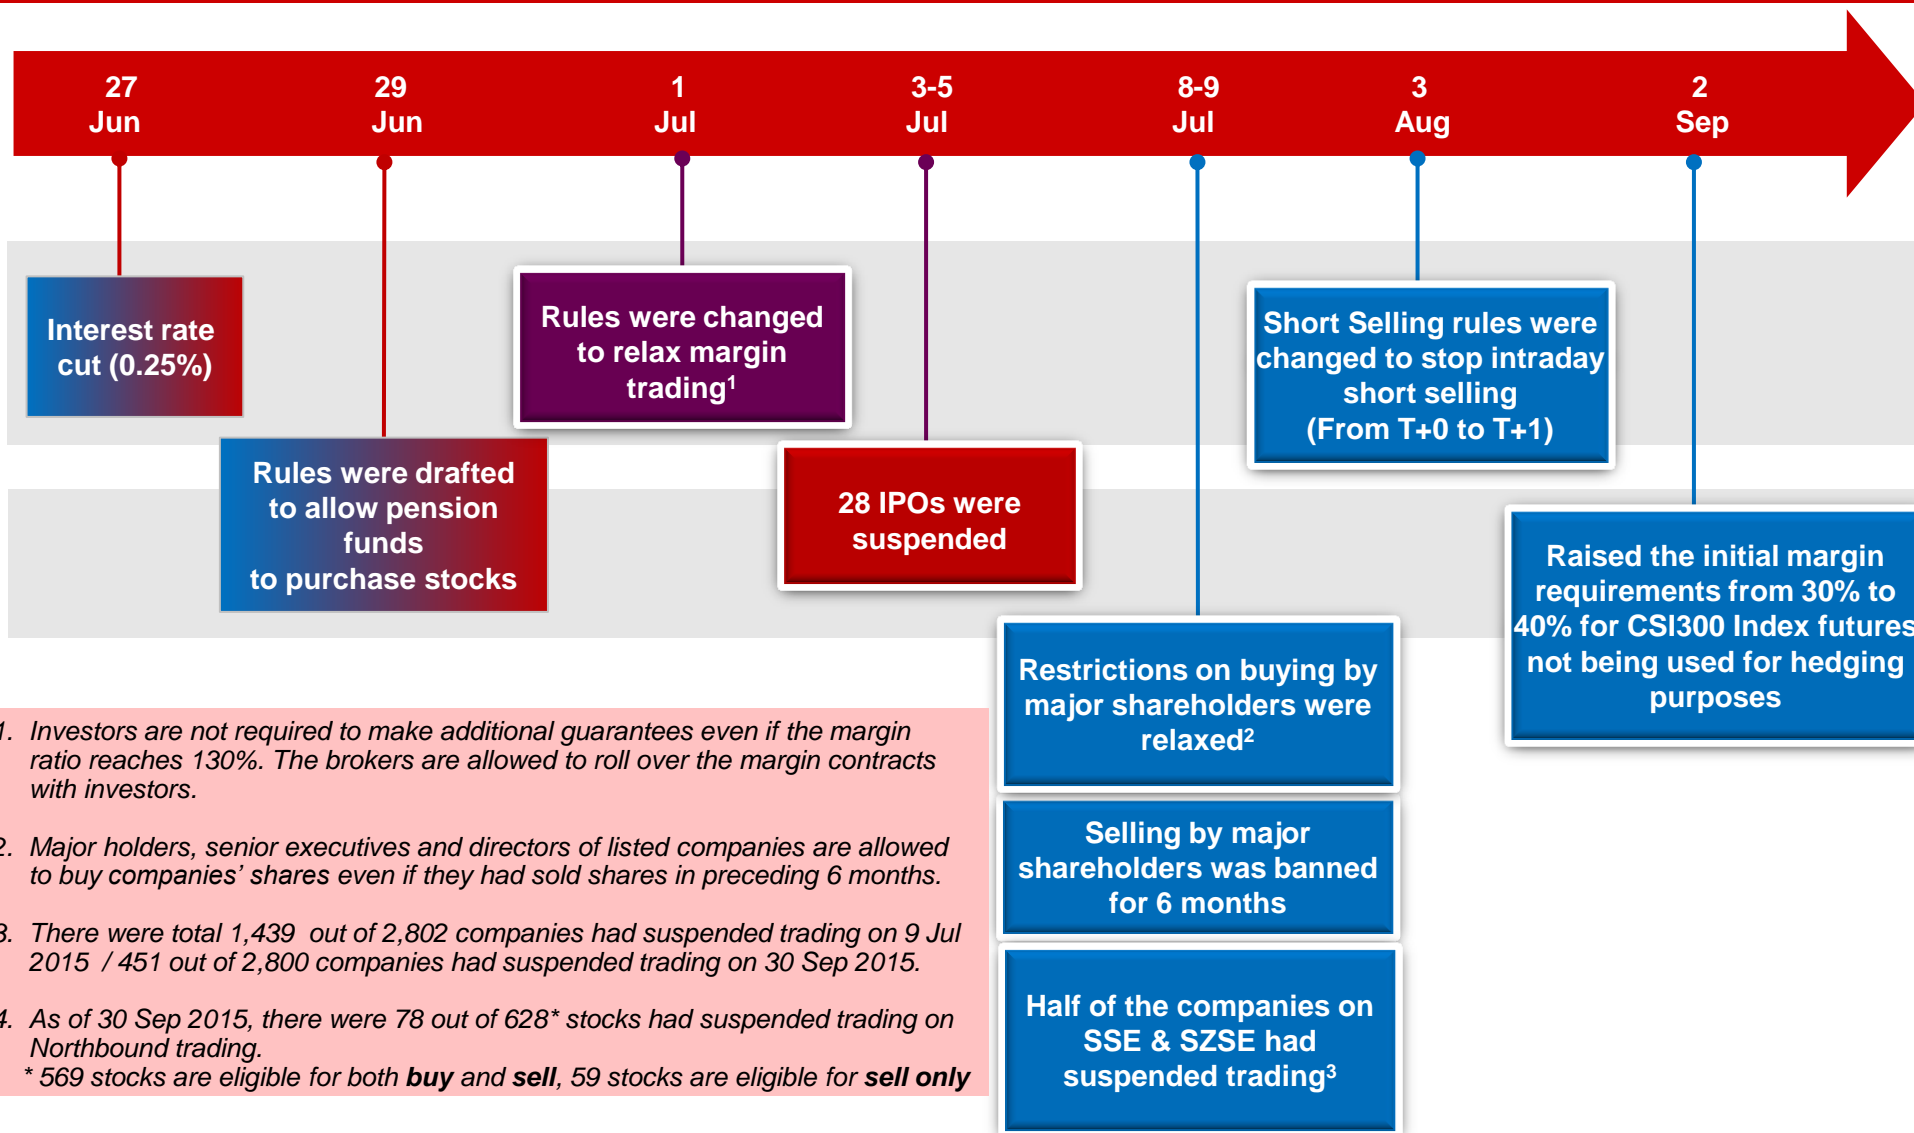 27
Jun
29
Jun
1
Jul
3-5
Jul
8-9
Jul
3
Aug
2
Sep
Interest rate
cut (0.25%)
Rules were drafted
to allow pension
funds
to purchase stocks
Rules were changed
to relax margin
trading1
28 IPOs were
suspended
Restrictions on buying by
major shareholders were
relaxed2
Selling by major
shareholders was banned
for 6 months
Half of the companies on
SSE & SZSE had
suspended trading3
Short Selling rules were
changed to stop intraday
short selling
(From T+0 to T+1)
Raised the initial margin
requirements from 30% to
40% for CSI300 Index futures
not being used for hedging
purposes
1. Investors are not required to make additional guarantees even if the margin
ratio reaches 130%. The brokers are allowed to roll over the margin contracts
with investors.
2. Major holders, senior executives and directors of listed companies are allowed
to buy companies’ shares even if they had sold shares in preceding 6 months.
3. There were total 1,439 out of 2,802 companies had suspended trading on 9 Jul
2015 / 451 out of 2,800 companies had suspended trading on 30 Sep 2015.
4. As of 30 Sep 2015, there were 78 out of 628* stocks had suspended trading on
Northbound trading.
* 569 stocks are eligible for both buy and sell, 59 stocks are eligible for sell only